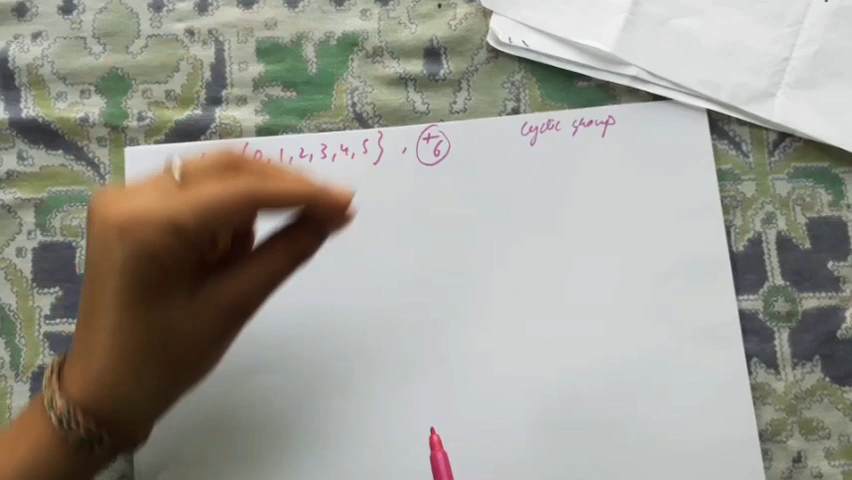 {0,1,2,3,4,5} , +6 cyclic group